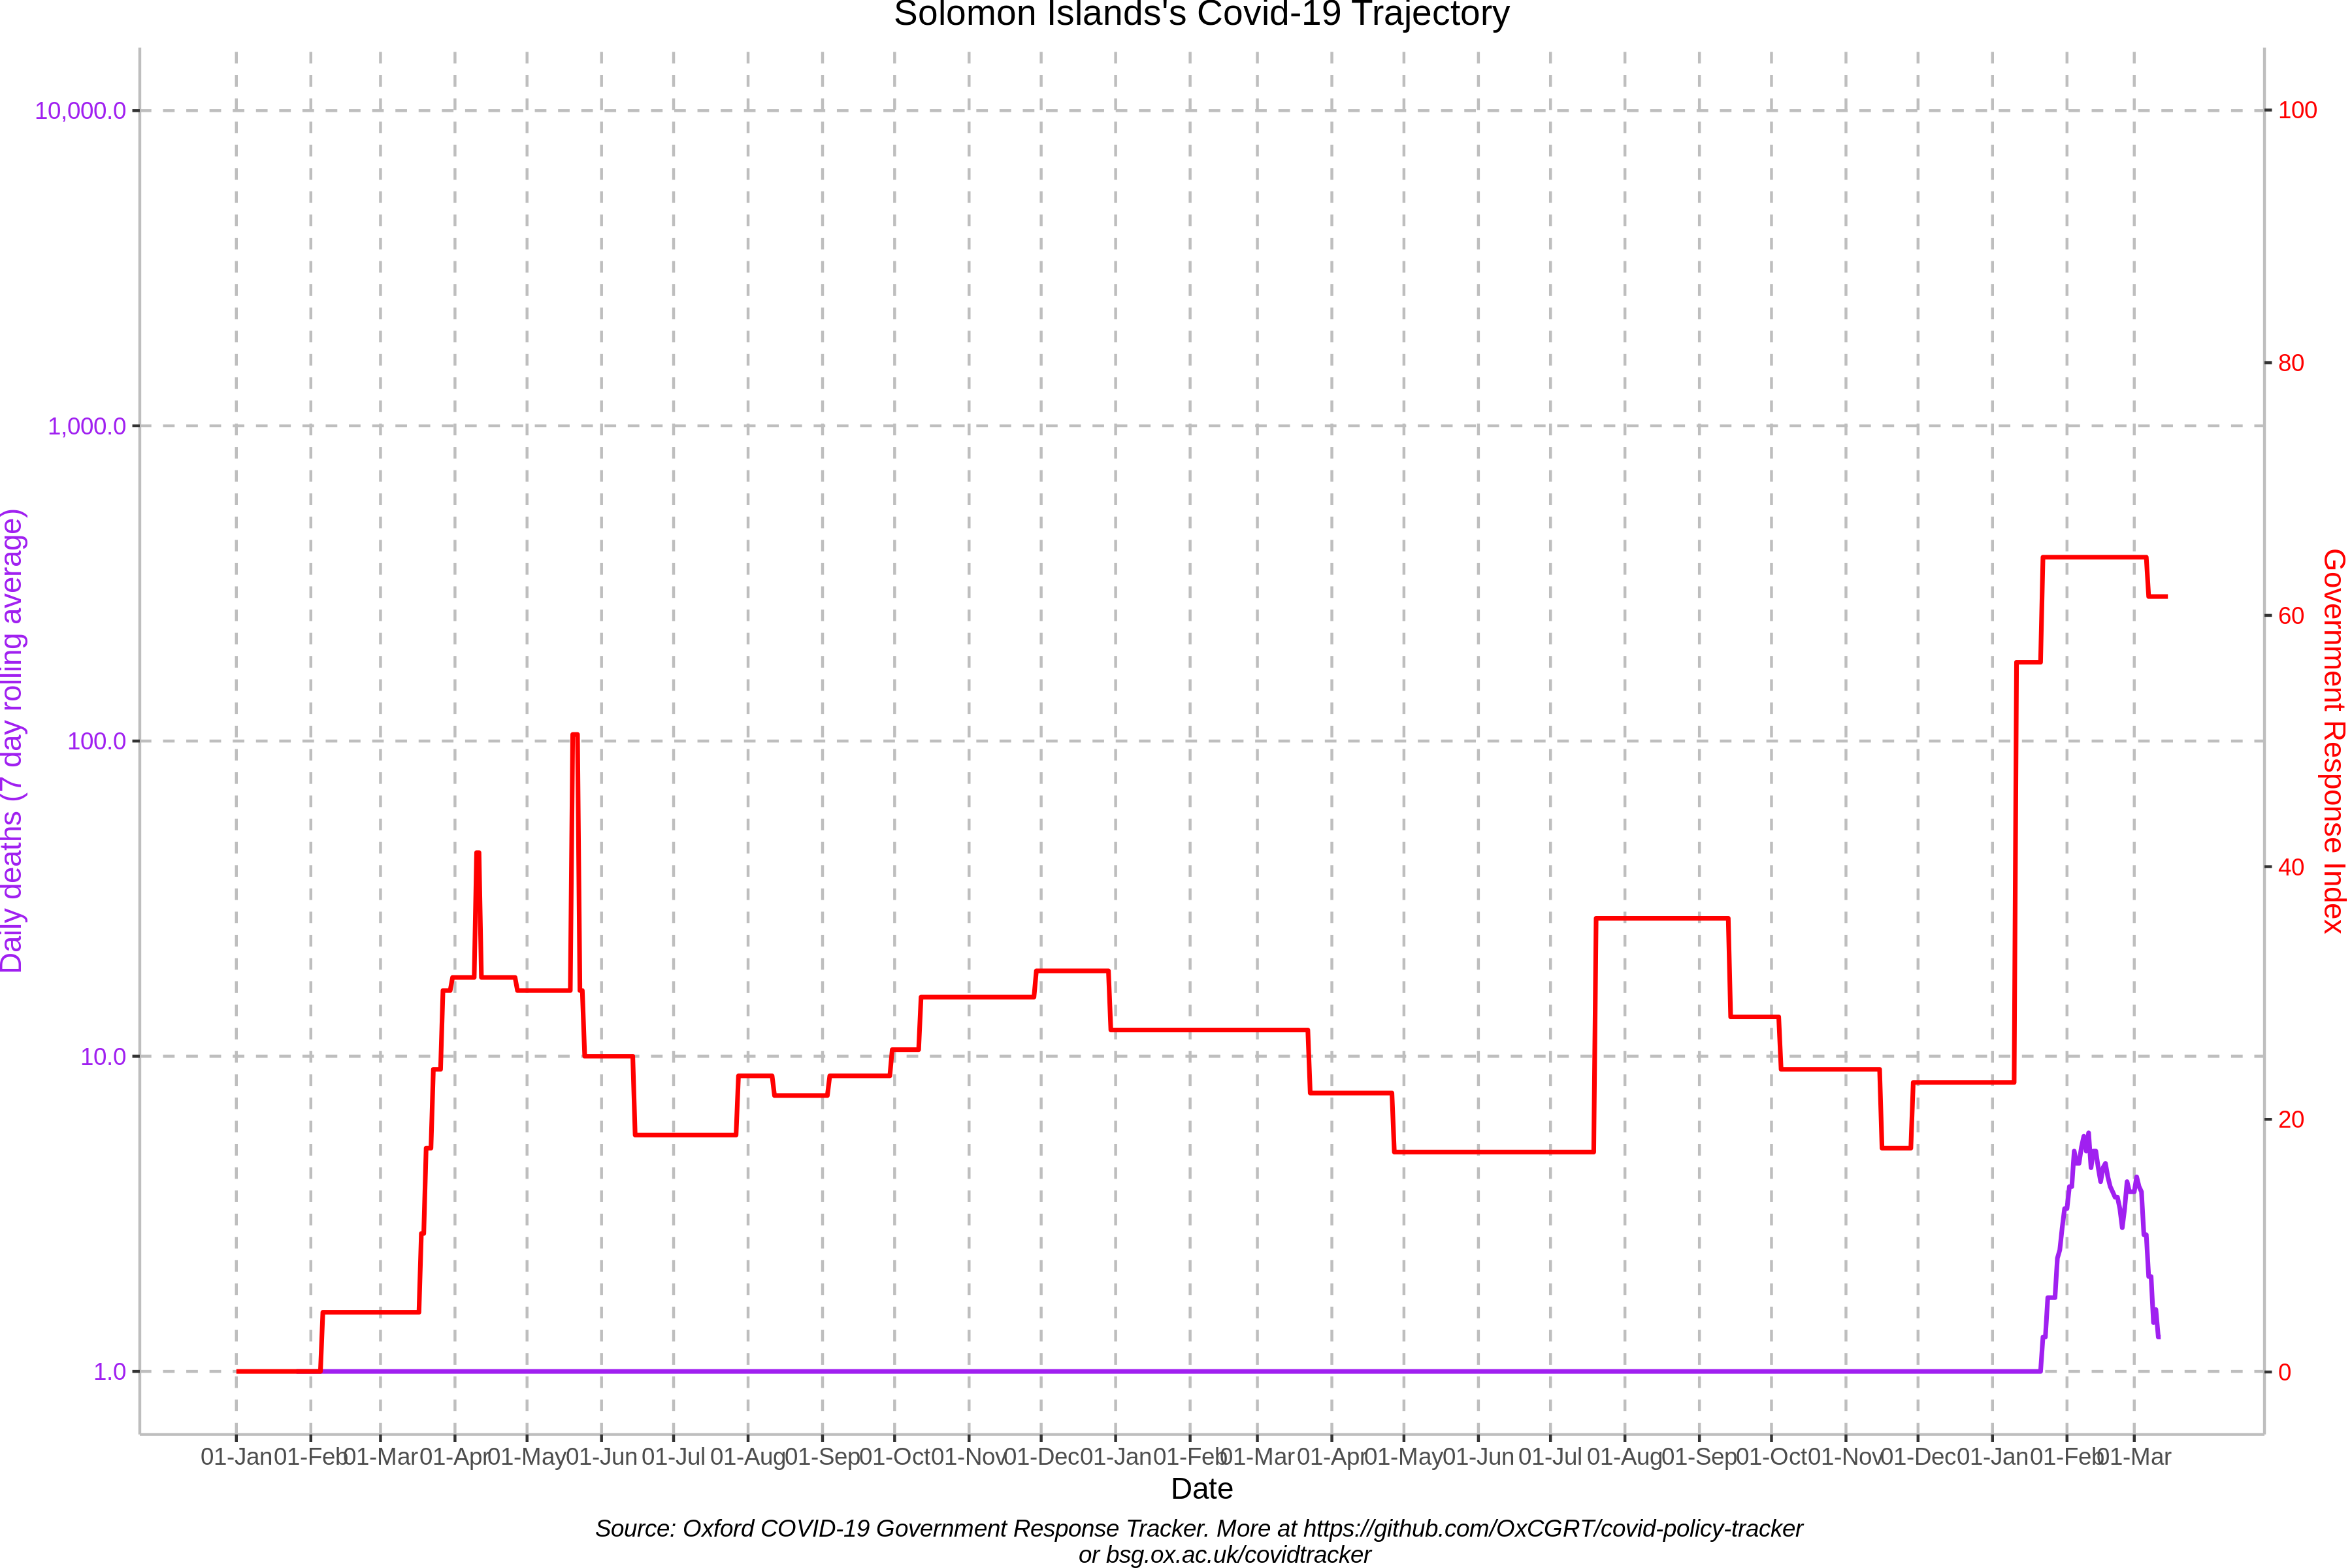 Solomon Islands's Covid-19 Trajectory
10,000.0
1,000.0
100.0
10.0
1.0
Daily deaths (7 day rolling average)
100
80
60
40
20
0
Government Response Index
01-Jan 01-Feb 01-Mar 01-Apr 01-May 01-Jun 01-Jul 01-Aug 01-Sep 01-Oct 01-Nov 01-Dec 01-Jan 01-Feb 01-Mar 01-Apr 01-May 01-Jun 01-Jul 01-Aug 01-Sep 01-Oct 01-Nov 01-Dec 01-Jan 01-Feb 01-Mar
Date
Source: Oxford COVID-19 Government Response Tracker. More at https://github.com/OxCGRT/covid-policy-tracker
or bsg.ox.ac.uk/covidtracker